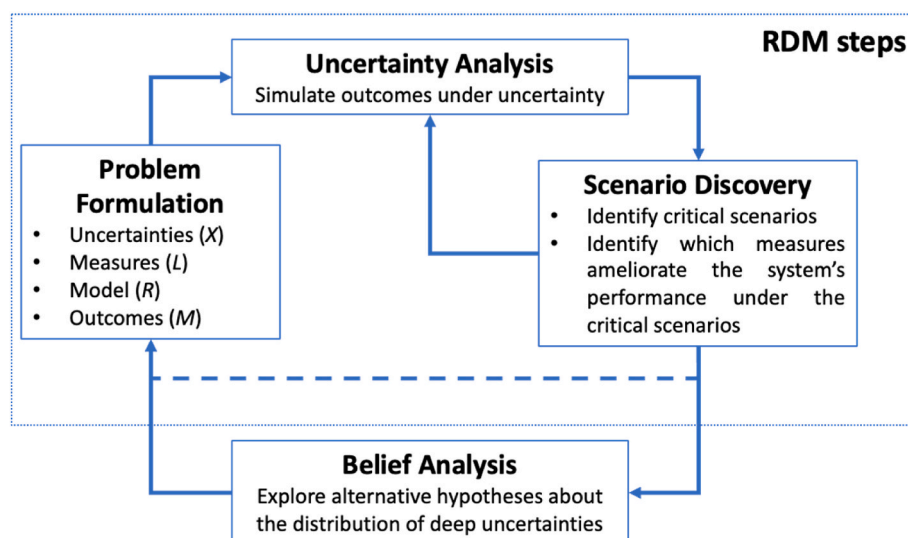 RDM steps
Uncertainty Analysis
Simulate outcomes under uncertainty
Problem
Formulation
• Uncertainties (X)
• Measures (L)
• Model (R)
• Outcomes (M)
Scenario Discovery
• Identify critical scenarios
• Identify which measures
ameliorate the system's
performance under the
critical scenarios
Belief Analysis
Explore alternative hypotheses about
the distribution of deep uncertainties